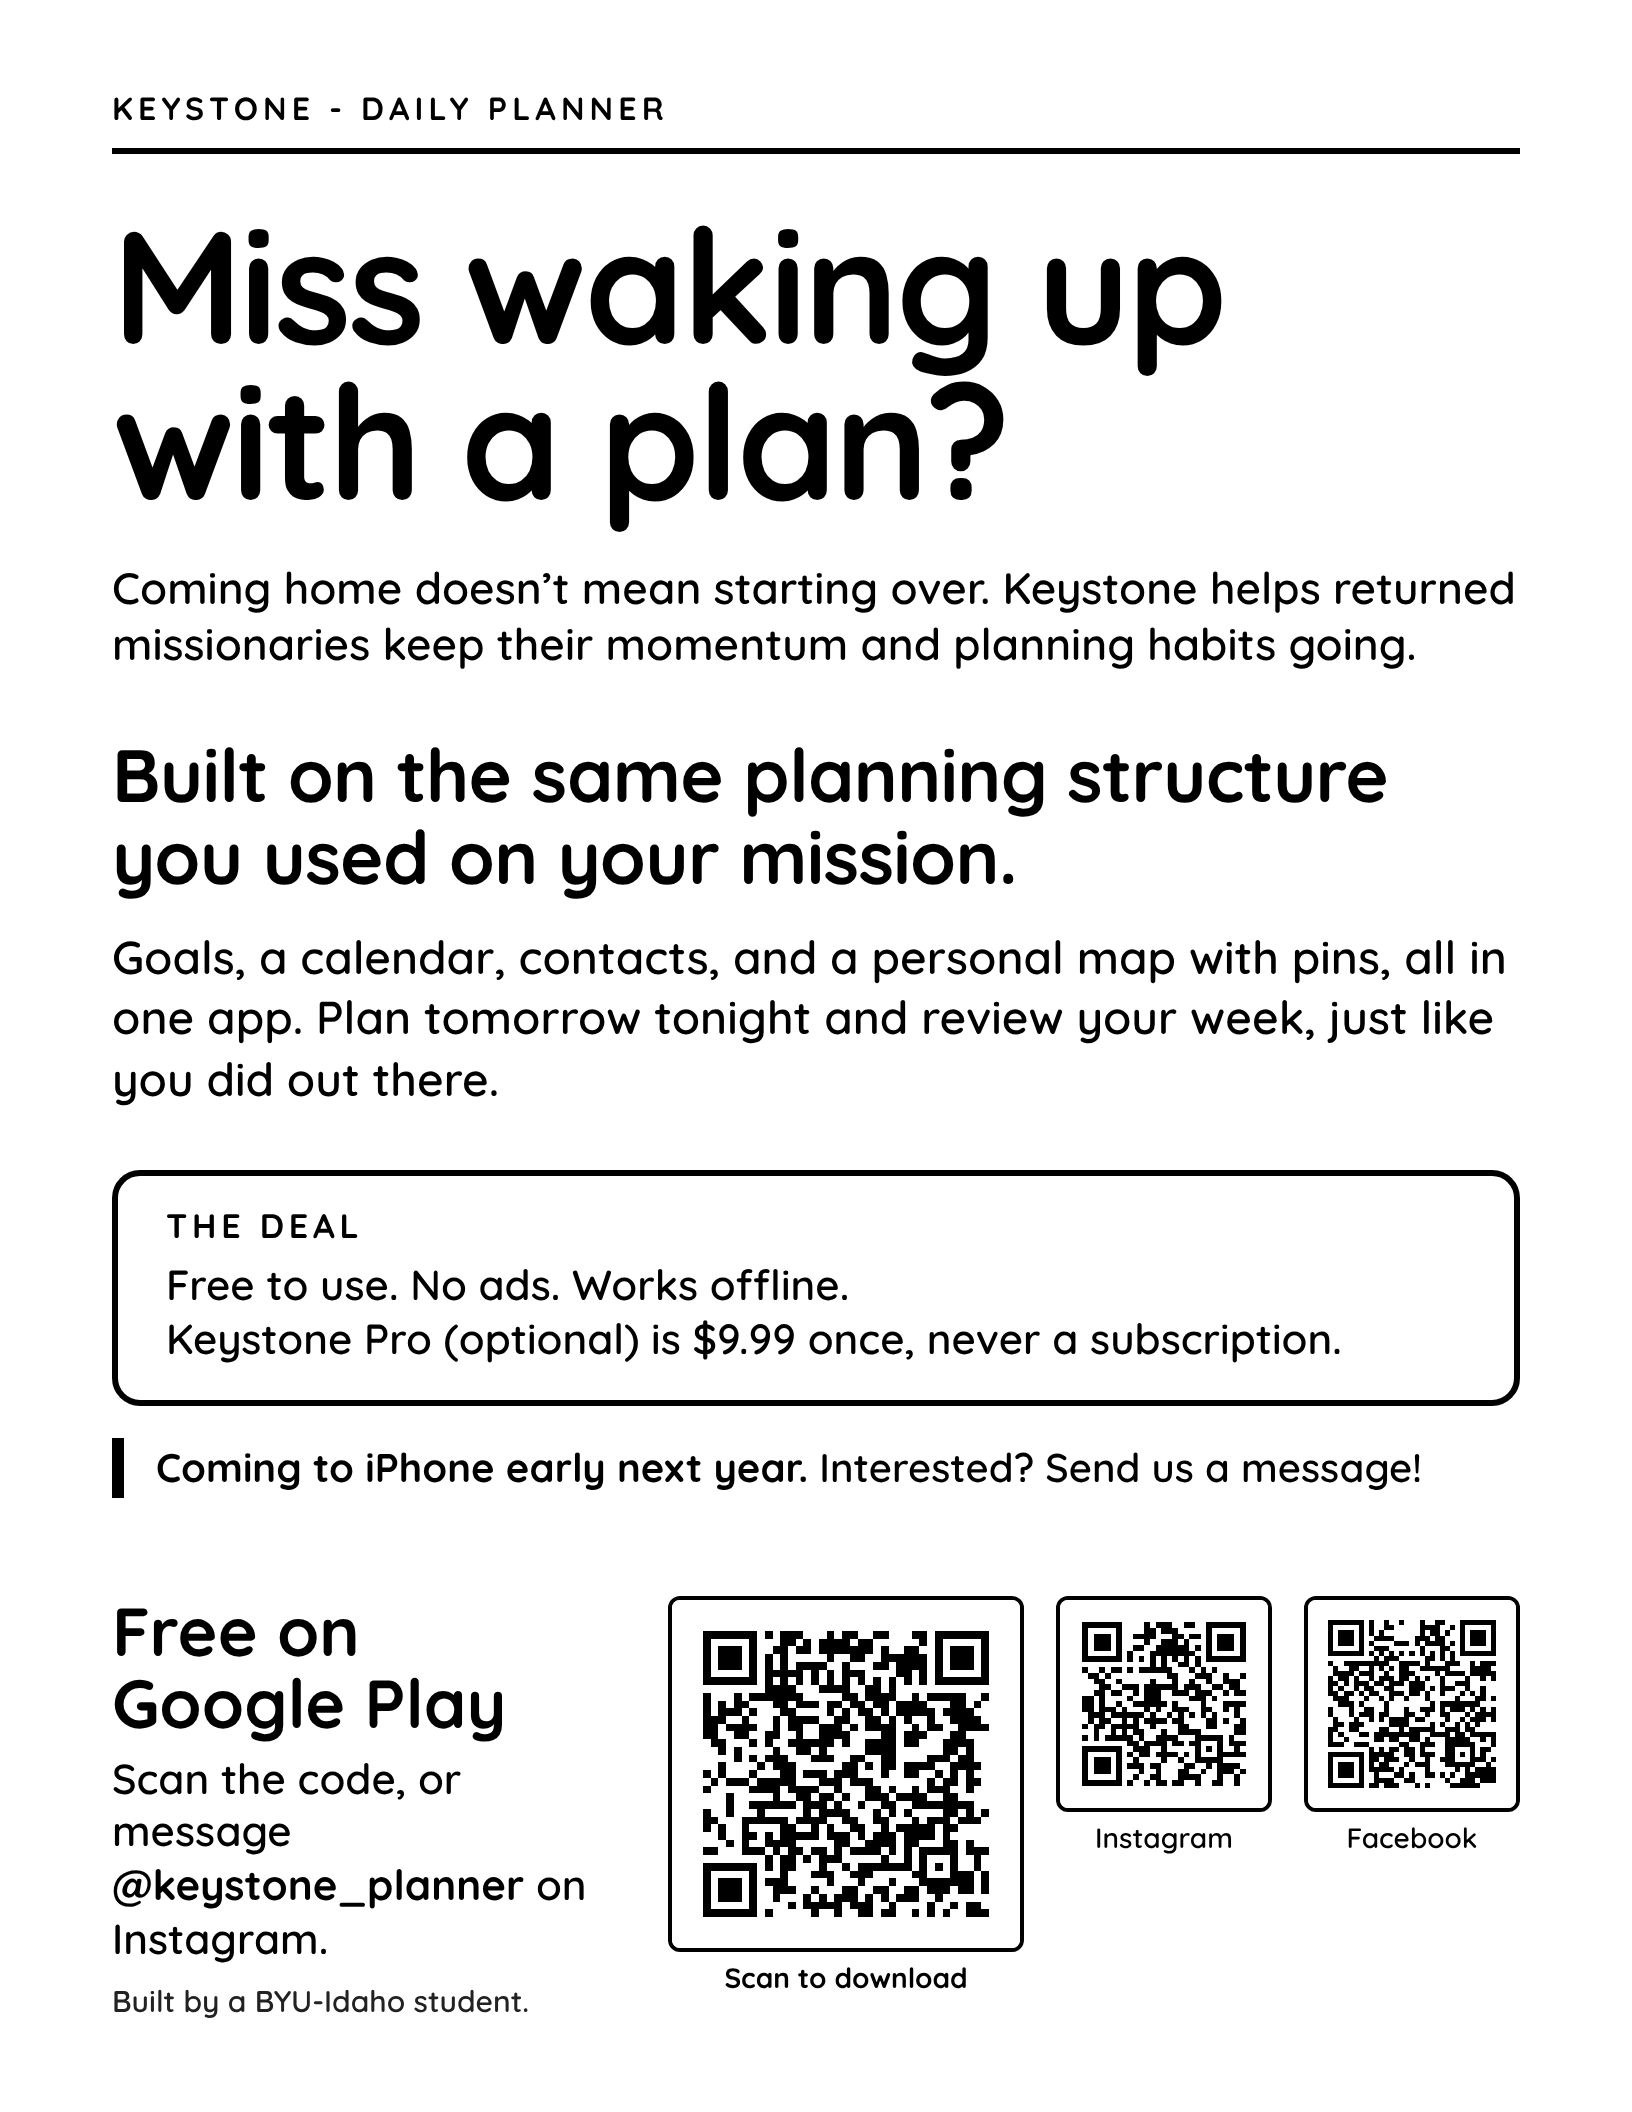 KEYSTONE - DAILY PLANNER
Miss waking up
with a plan?
Coming home doesn’t mean starting over. Keystone helps returned
missionaries keep their momentum and planning habits going.
Built on the same planning structure
you used on your mission.
Goals, a calendar, contacts, and a personal map with pins, all in
one app. Plan tomorrow tonight and review your week, just like
you did out there.
THE DEAL
Free to use. No ads. Works offline.
Keystone Pro (optional) is $9.99 once, never a subscription.
Coming to iPhone early next year. Interested? Send us a message!
Free on
Google Play
Scan the code, or
message
@keystone_planner on
Instagram.
Built by a BYU-Idaho student.
Scan to download
Instagram
Facebook